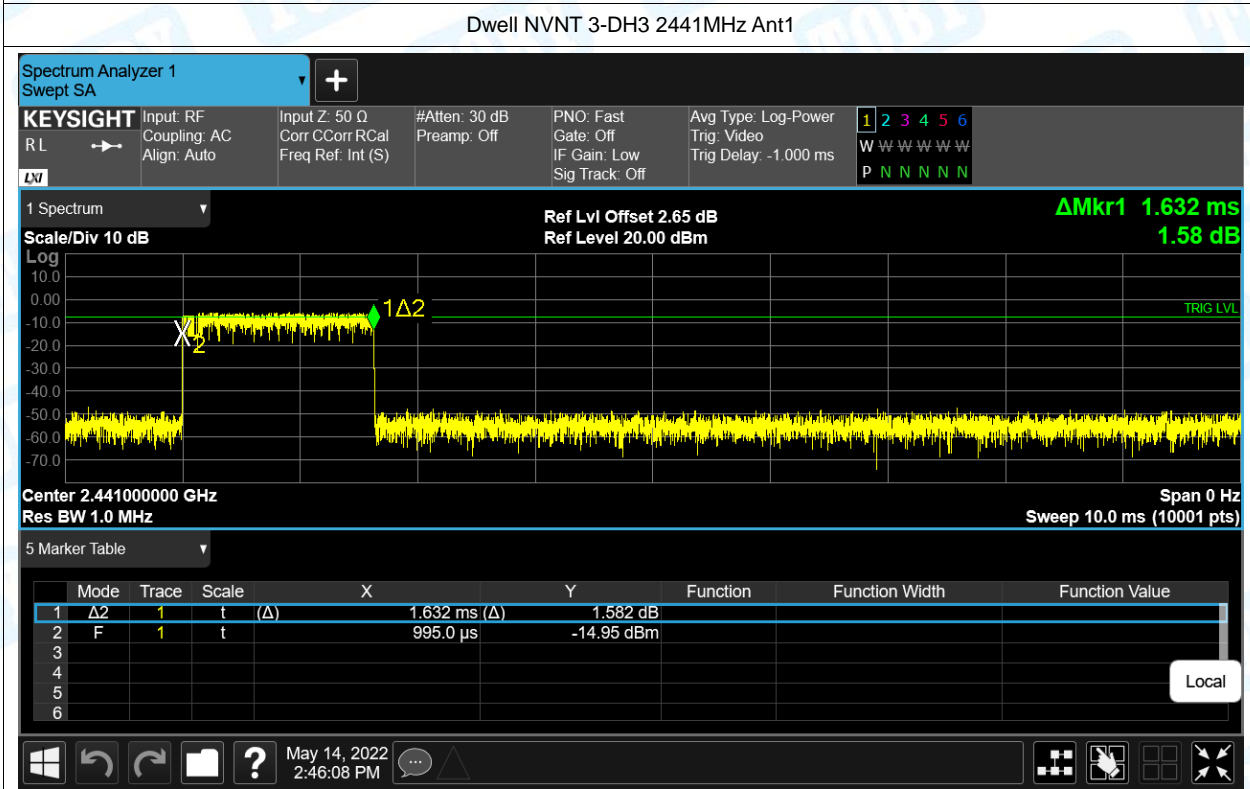 Dwell NVNT 3-DH3 2441MHz Ant1
Spectrum Analyzer 1
Swept SA
KEYSIGHT Input: RF Input Z: 50 Ω #Atten: 30 dB PNO: Fast Avg Type: Log-Power 1 2 3 4 5 6
RL Coupling: AC Corr CCorr RCal Preamp: Off Gate: Off Trig: Video W W W W W W
Align: Auto Freq Ref: Int (S) IF Gain: Low Trig Delay: -1.000 ms
LXI Sig Track: Off P N N N N N
1 Spectrum Ref Lvl Offset 2.65 dB ΔMkr1 1.632 ms
Scale/Div 10 dB Ref Level 20.00 dBm 1.58 dB
Log
10.0
0.00 1Δ2 TRIG LVL
-10.0
-20.0 X2
-30.0
-40.0
-50.0
-60.0
-70.0
Center 2.441000000 GHz Span 0 Hz
Res BW 1.0 MHz Sweep 10.0 ms (10001 pts)
5 Marker Table
Mode Trace Scale X Y Function Function Width Function Value
1 Δ2 1 t (Δ) 1.632 ms (Δ) 1.582 dB
2 F 1 t 995.0 µs -14.95 dBm
3
4
5
6
Local
? May 14, 2022
2:46:08 PM